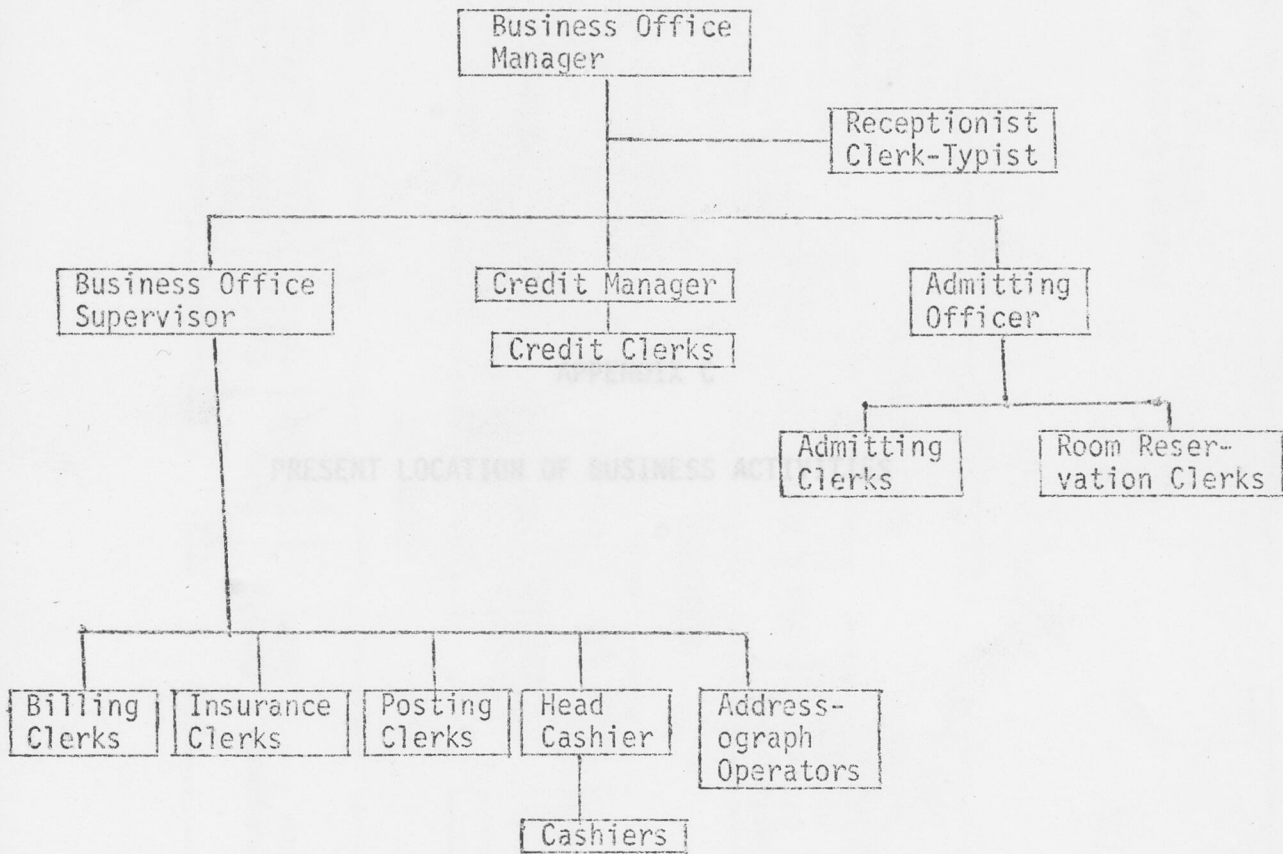 Business Office
Manager
Receptionist
Clerk-Typist
Business Office
Supervisor
Credit Manager
Credit Clerks
Admitting
Officer
APPENDIX C
Admitting
Clerks
Room Reser-
vation Clerks
PRESENT LOCATION OF BUSINESS ACTIVITIES
Billing
Clerks
Insurance
Clerks
Posting
Clerks
Head
Cashier
Address-
ograph
Operators
Cashiers